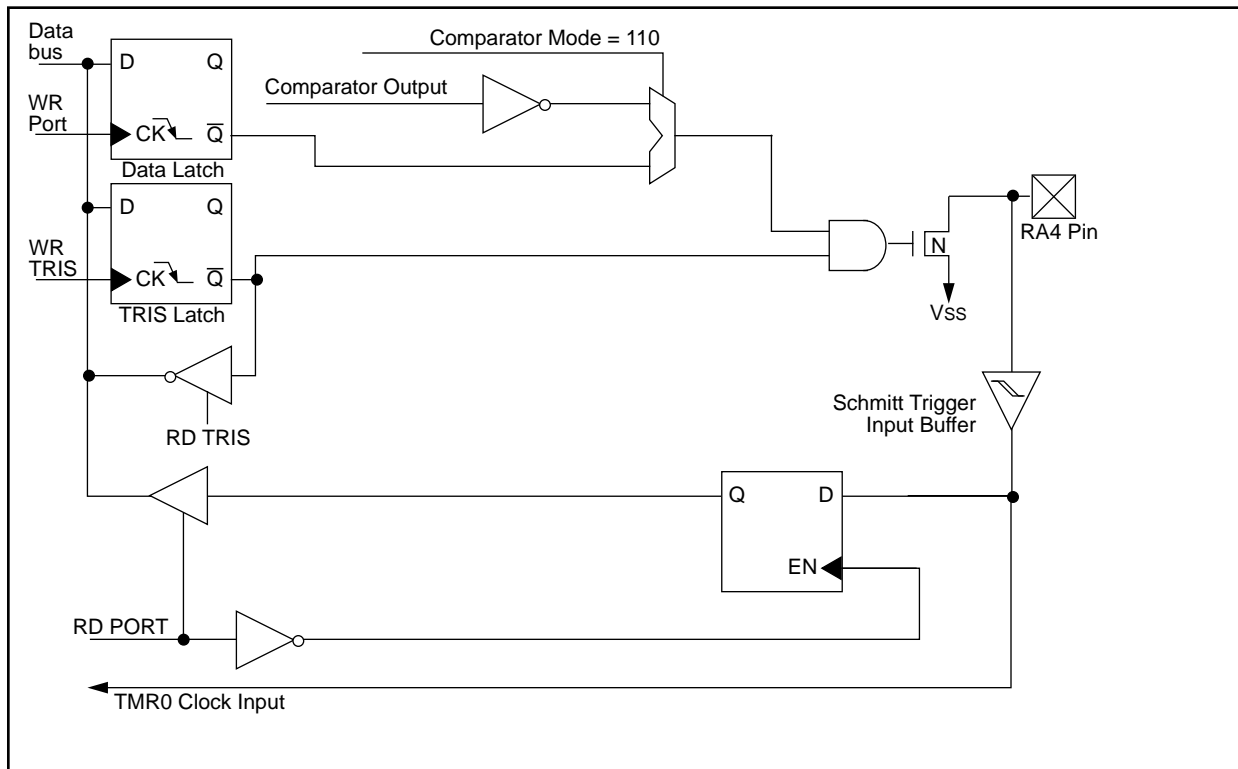 Data
bus
D Q
Comparator Mode = 110
Comparator Output
WR
Port
CK Q̅
Data Latch
D Q
WR
TRIS
CK Q̅
TRIS Latch
N
RA4 Pin
VSS
RD TRIS
Schmitt Trigger
Input Buffer
Q D
EN
RD PORT
TMR0 Clock Input